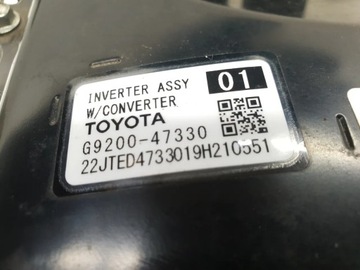 INVERTER ASSY 01
W/CONVERTER
TOYOTA
G9200-47330
22JTED4733019H210551